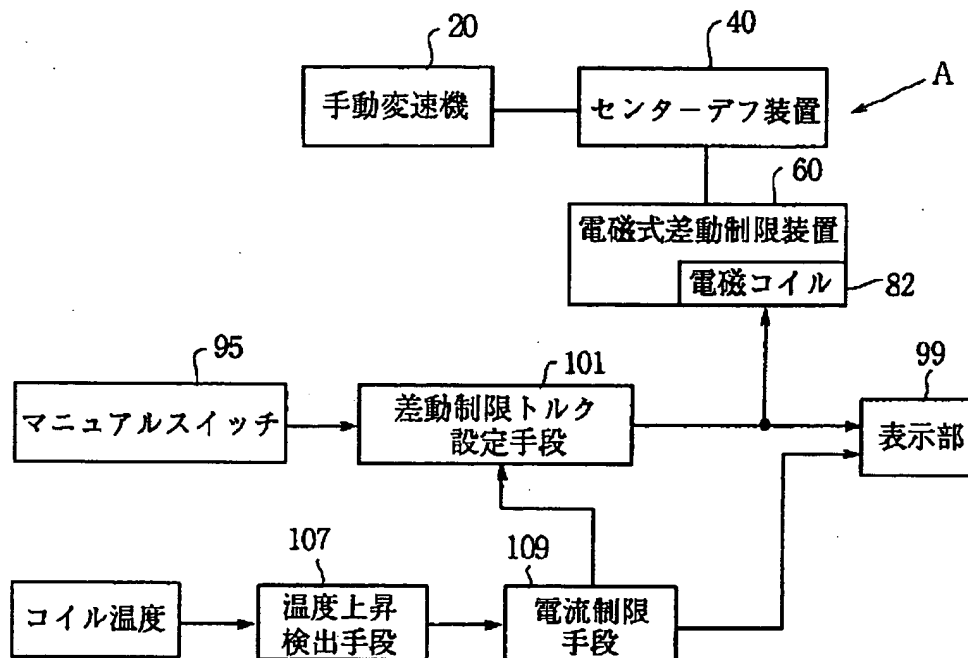 20
手動変速機
40
センターデフ装置
A
60
電磁式差動制限装置
電磁コイル
82
95
マニュアルスイッチ
101
差動制限トルク
設定手段
99
表示部
コイル温度
107
温度上昇
検出手段
109
電流制限
手段